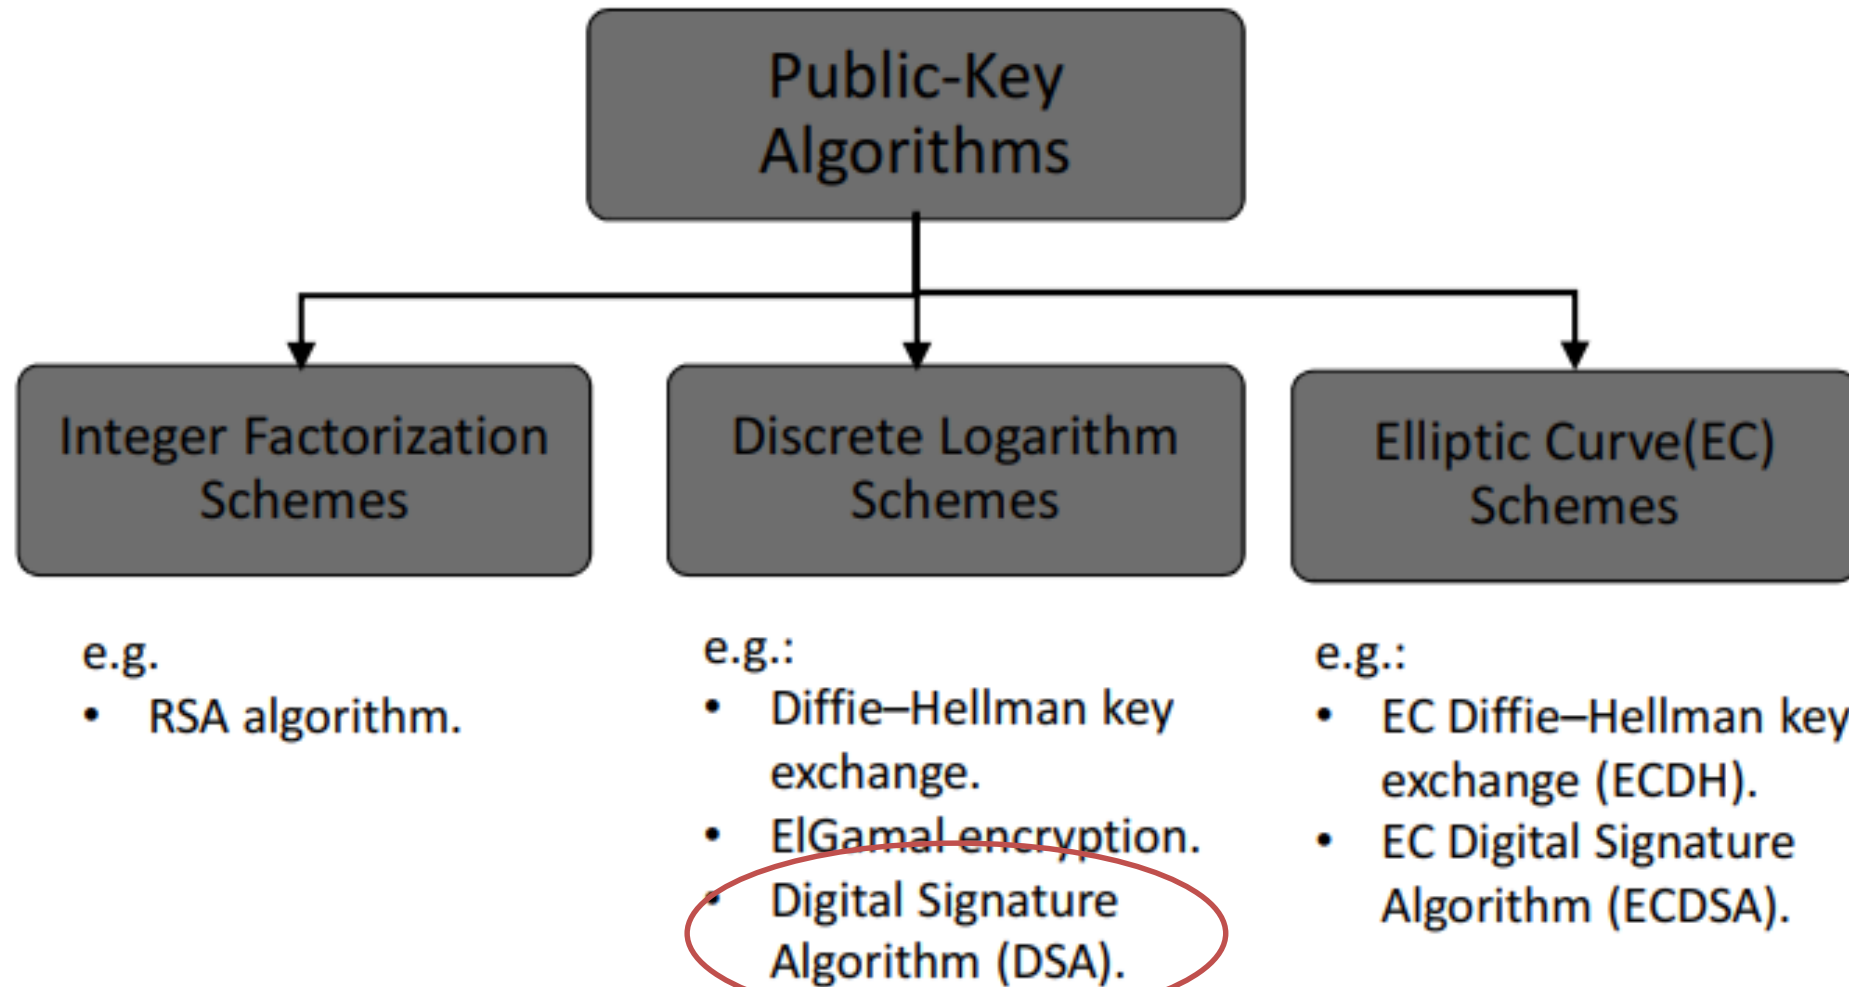 Public-Key
Algorithms
Integer Factorization
Schemes
Discrete Logarithm
Schemes
Elliptic Curve(EC)
Schemes
e.g.
• RSA algorithm.
e.g.:
• Diffie–Hellman key
exchange.
• ElGamal encryption.
• Digital Signature
Algorithm (DSA).
e.g.:
• EC Diffie–Hellman key
exchange (ECDH).
• EC Digital Signature
Algorithm (ECDSA).